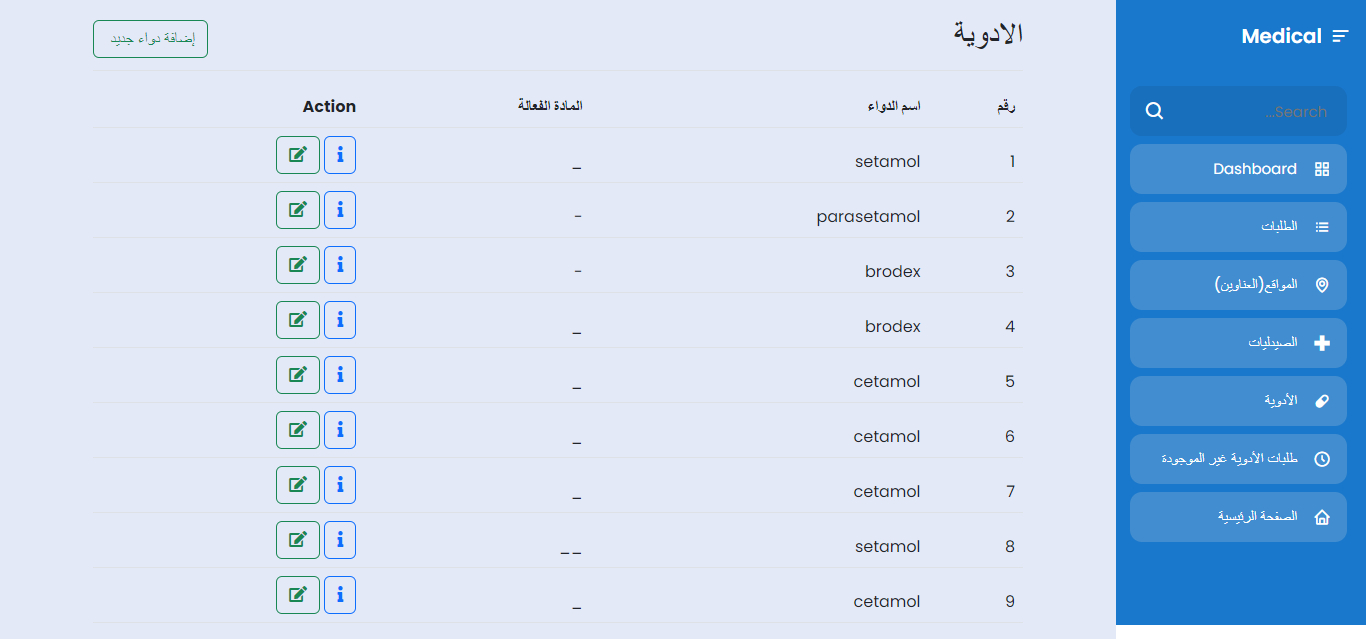 Medical
Search...
Dashboard
الطلبات
المواقع(العناوين)
الصيدليات
الأدوية
طلبات الأدوية غير الموجودة
الصفحة الرئيسية
الادوية
إضافة دواء جديد
رقم اسم الدواء المادة الفعالة Action
1 setamol _
2 parasetamol -
3 brodex -
4 brodex _
5 cetamol _
6 cetamol _
7 cetamol _
8 setamol _ _
9 cetamol _